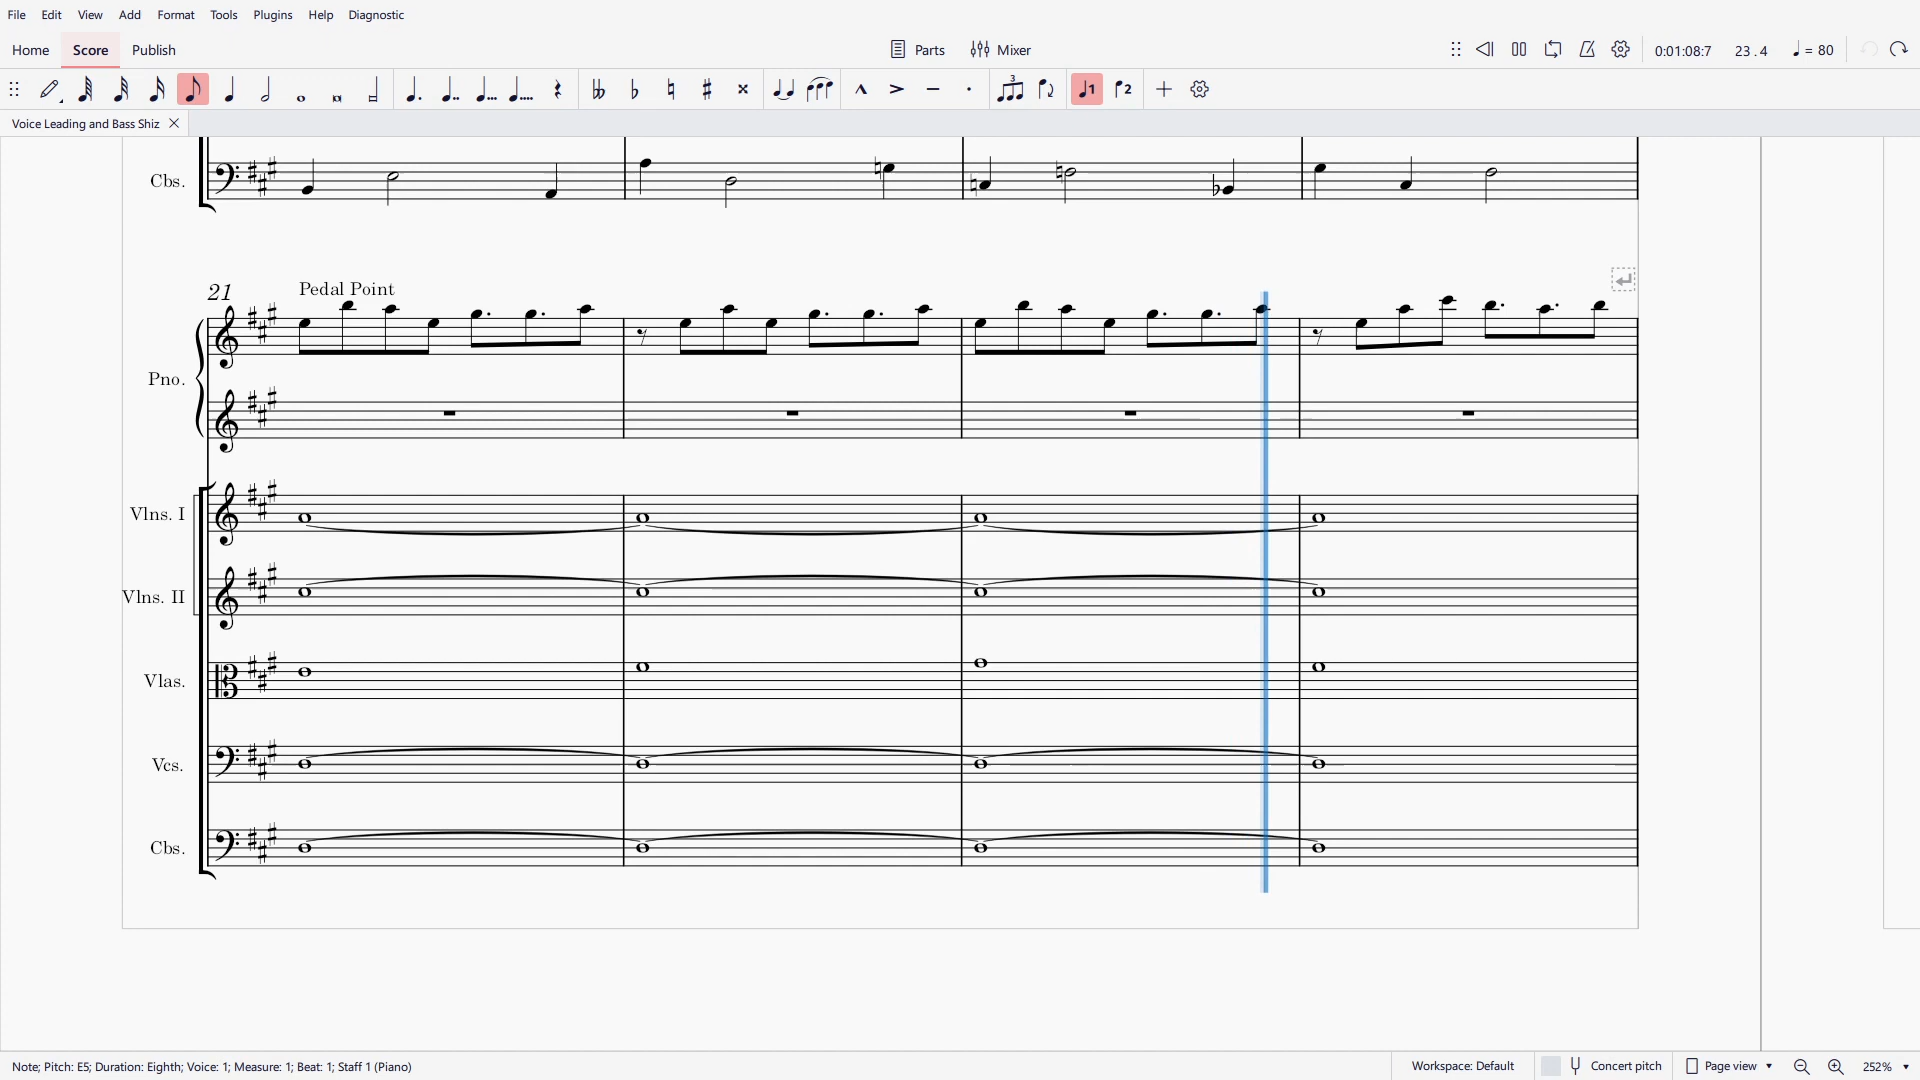 File Edit View Add Format Tools Plugins Help Diagnostic
Home Score Publish Parts Mixer 0:01:08:7 23 . 4 = 80
3 1 2
Voice Leading and Bass Shiz
Cbs.
21 Pedal Point
Pno.
Vlns. I
Vlns. II
Vlas.
Vcs.
Cbs.
Note; Pitch: E5; Duration: Eighth; Voice: 1; Measure: 1; Beat: 1; Staff 1 (Piano) Workspace: Default Concert pitch Page view 252%